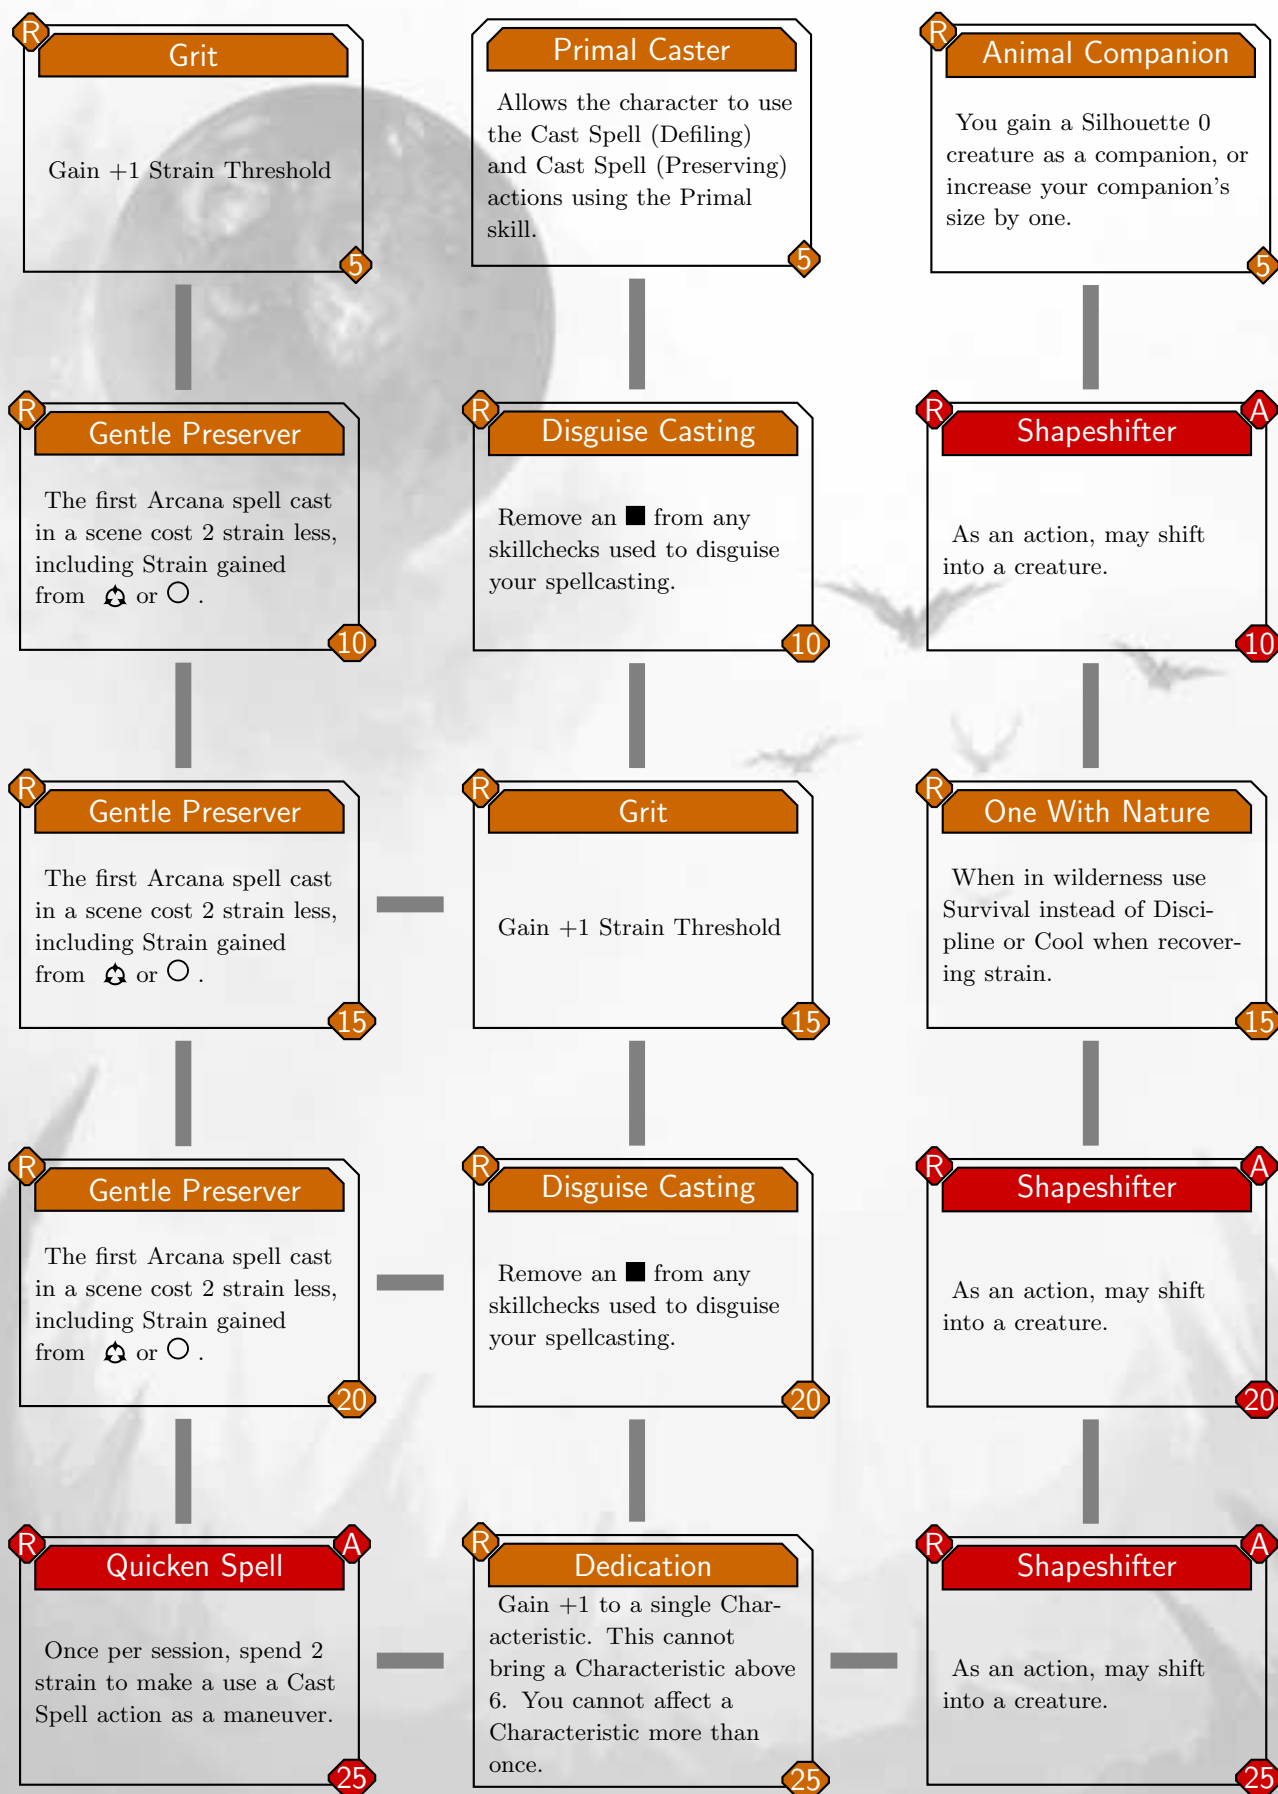 R
Grit
Gain +1 Strain Threshold
5
Primal Caster
Allows the character to use
the Cast Spell (Defiling)
and Cast Spell (Preserving)
actions using the Primal
skill.
5
R
Animal Companion
You gain a Silhouette 0
creature as a companion, or
increase your companion's
size by one.
5
R
Gentle Preserver
The first Arcana spell cast
in a scene cost 2 strain less,
including Strain gained
from or .
10
R
Disguise Casting
Remove an ■ from any
skillchecks used to disguise
your spellcasting.
10
R
A
Shapeshifter
As an action, may shift
into a creature.
10
R
Gentle Preserver
The first Arcana spell cast
in a scene cost 2 strain less,
including Strain gained
from or .
15
R
Grit
Gain +1 Strain Threshold
15
R
One With Nature
When in wilderness use
Survival instead of Disci-
pline or Cool when recover-
ing strain.
15
R
Gentle Preserver
The first Arcana spell cast
in a scene cost 2 strain less,
including Strain gained
from or .
20
R
Disguise Casting
Remove an ■ from any
skillchecks used to disguise
your spellcasting.
20
R
A
Shapeshifter
As an action, may shift
into a creature.
20
R
A
Quicken Spell
Once per session, spend 2
strain to make a use a Cast
Spell action as a maneuver.
25
R
Dedication
Gain +1 to a single Char-
acteristic. This cannot
bring a Characteristic above
6. You cannot affect a
Characteristic more than
once.
25
R
A
Shapeshifter
As an action, may shift
into a creature.
25